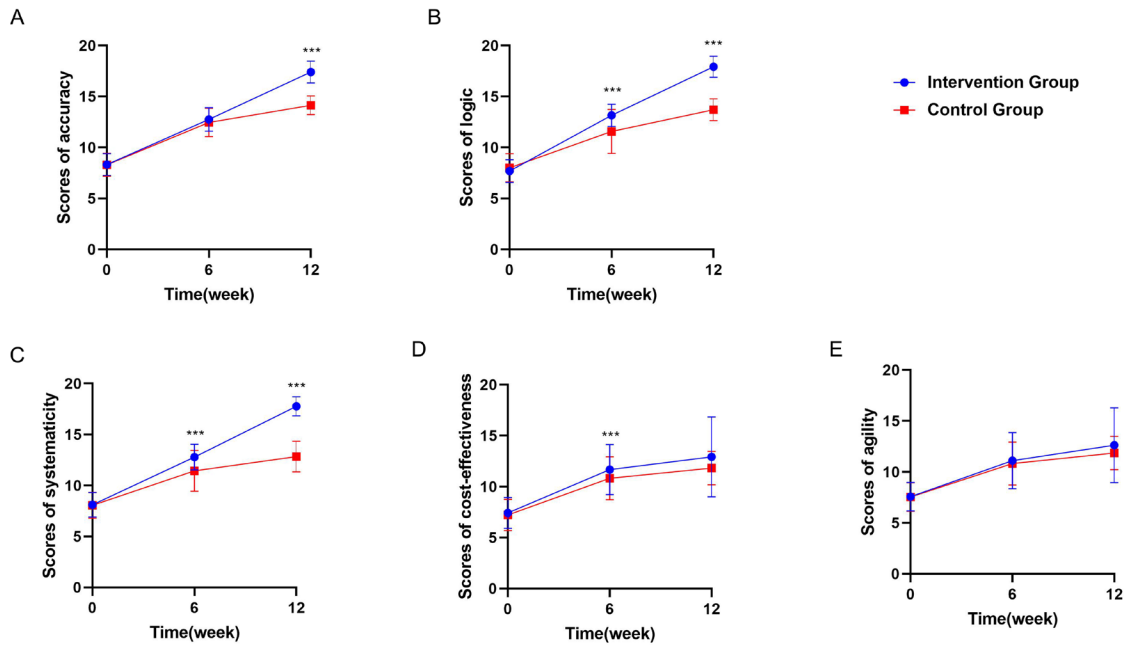 A
Scores of accuracy
20
15
10
5
0
***
0 6 12
Time(week)
B
Scores of logic
20
15
10
5
0
***
***
0 6 12
Time(week)
Intervention Group
Control Group
C
Scores of systematicity
20
15
10
5
0
***
***
0 6 12
Time(week)
D
Scores of cost-effectiveness
20
15
10
5
0
***
0 6 12
Time(week)
E
Scores of agility
20
15
10
5
0
0 6 12
Time(week)